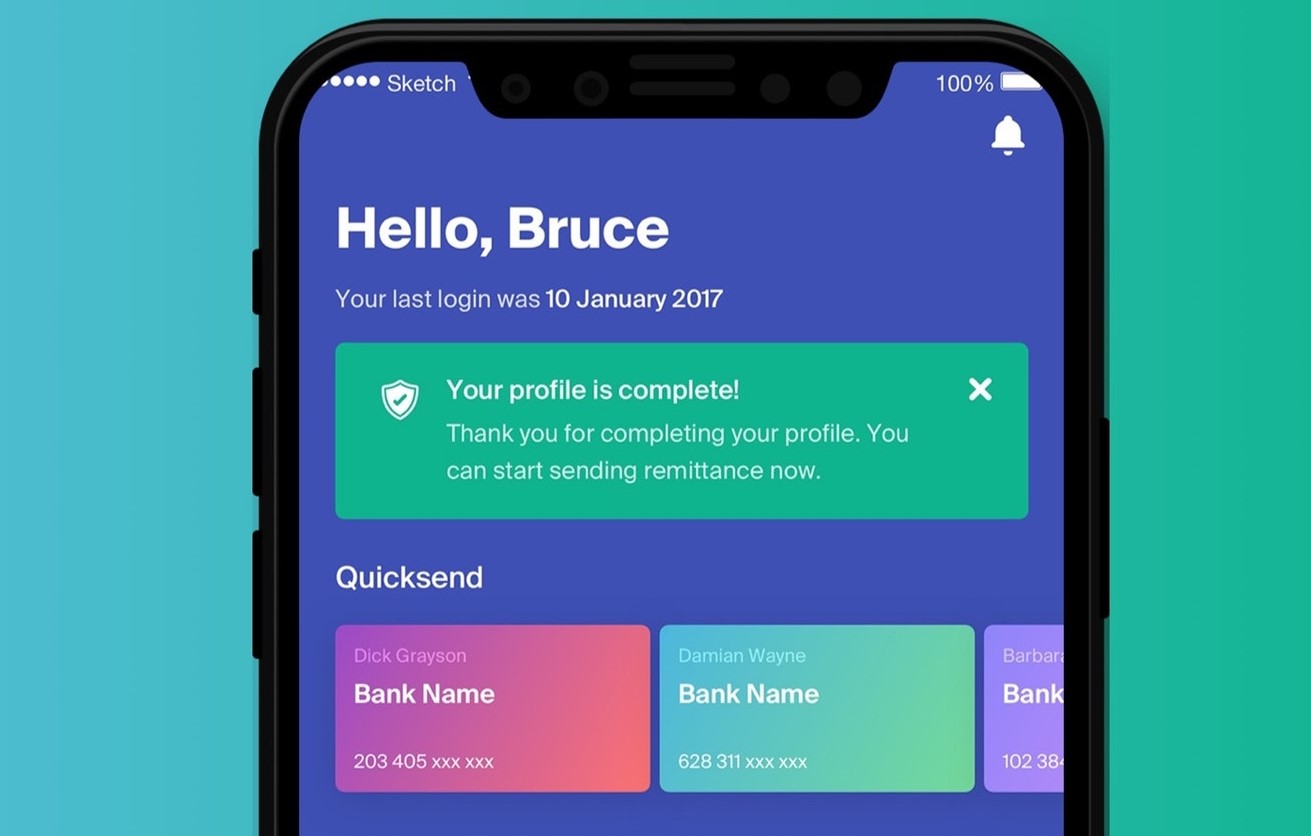 Sketch
100%
Hello, Bruce
Your last login was 10 January 2017
Your profile is complete!
Thank you for completing your profile. You
can start sending remittance now.
Quicksend
Dick Grayson
Bank Name
203 405 xxx xxx
Damian Wayne
Bank Name
628 311 xxx xxx
Barbara
Bank
102 384